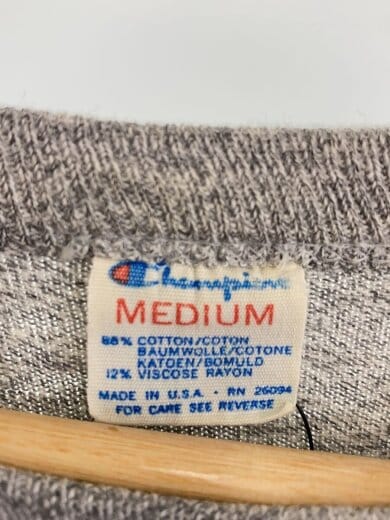 Champion
MEDIUM
88% COTTON/COTON
BAUMWOLLE/COTONE
KATOEN/BOMULD
12% VISCOSE RAYON
MADE IN U.S.A. - RN 26094
FOR CARE SEE REVERSE